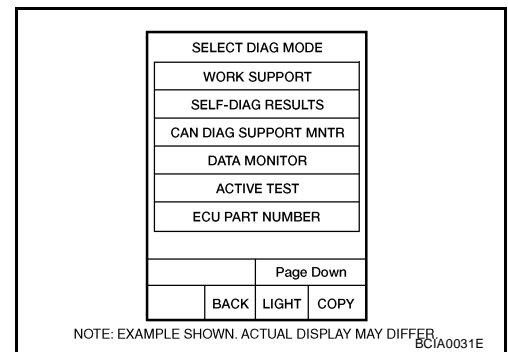 SELECT DIAG MODE
WORK SUPPORT
SELF-DIAG RESULTS
CAN DIAG SUPPORT MNTR
DATA MONITOR
ACTIVE TEST
ECU PART NUMBER
Page Down
BACK LIGHT COPY
NOTE: EXAMPLE SHOWN. ACTUAL DISPLAY MAY DIFFER.
BCIA0031E